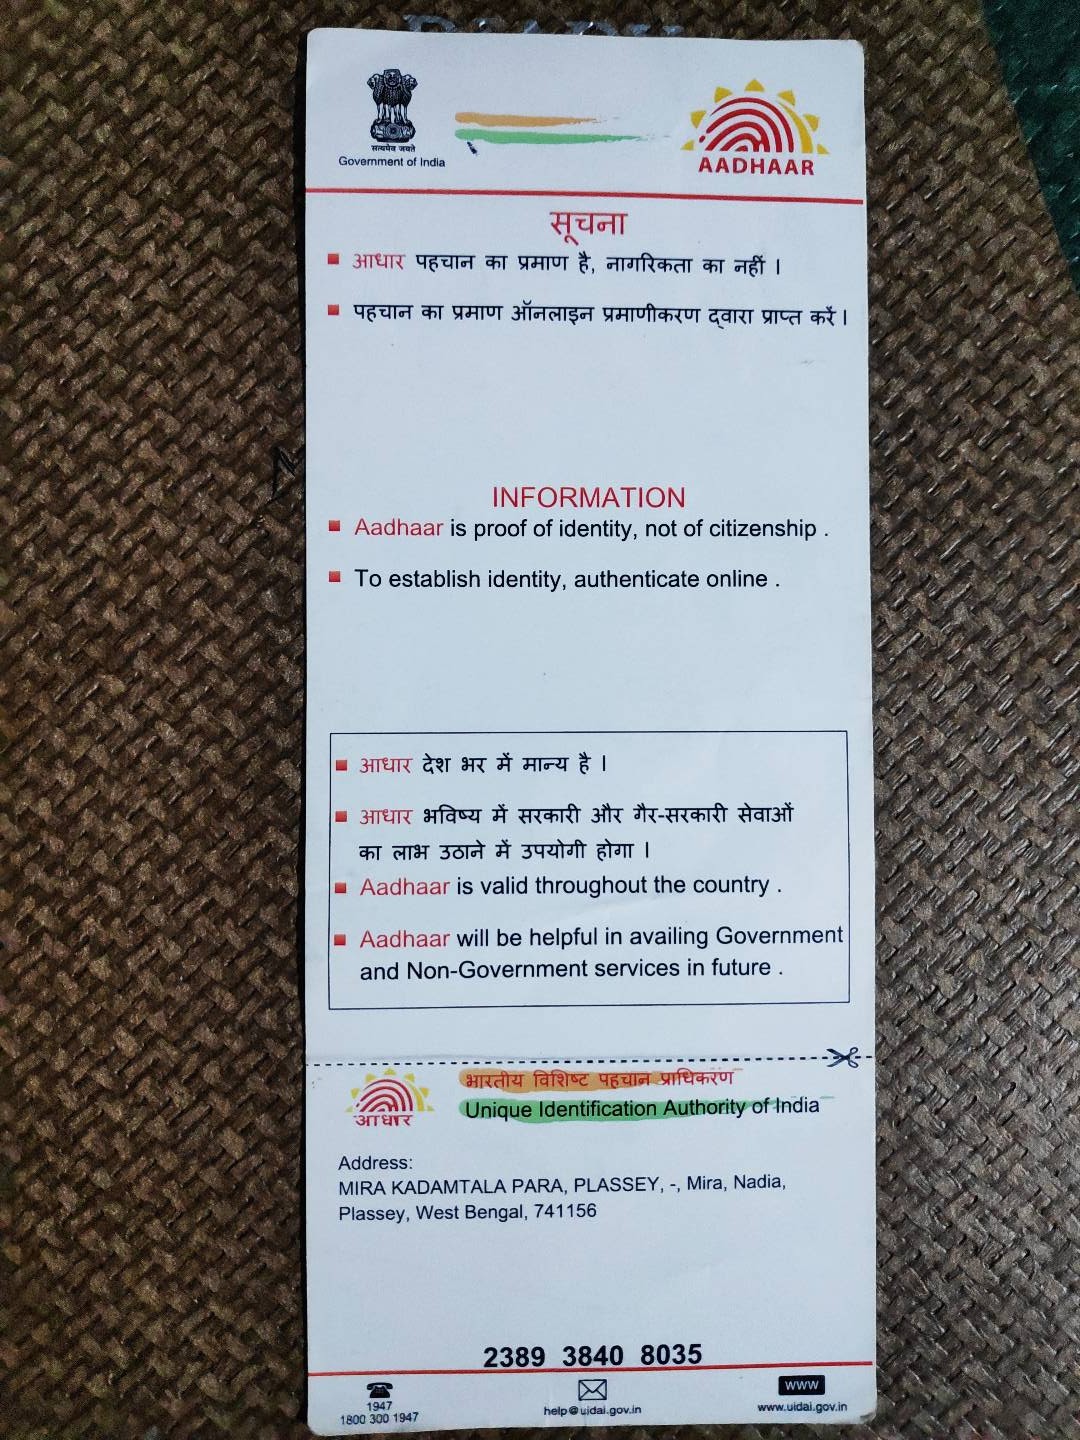 सत्यमेव जयते
Government of India
AADHAAR
सूचना
आधार पहचान का प्रमाण है, नागरिकता का नहीं ।
पहचान का प्रमाण ऑनलाइन प्रमाणीकरण द्वारा प्राप्त करें ।
INFORMATION
Aadhaar is proof of identity, not of citizenship .
To establish identity, authenticate online .
आधार देश भर में मान्य है ।
आधार भविष्य में सरकारी और गैर-सरकारी सेवाओं
का लाभ उठाने में उपयोगी होगा ।
Aadhaar is valid throughout the country .
Aadhaar will be helpful in availing Government
and Non-Government services in future .
आधार
भारतीय विशिष्ट पहचान प्राधिकरण
Unique Identification Authority of India
Address:
MIRA KADAMTALA PARA, PLASSEY, -, Mira, Nadia,
Plassey, West Bengal, 741156
2389 3840 8035
1947
1800 300 1947
help@uidai.gov.in
WWW
www.uidai.gov.in